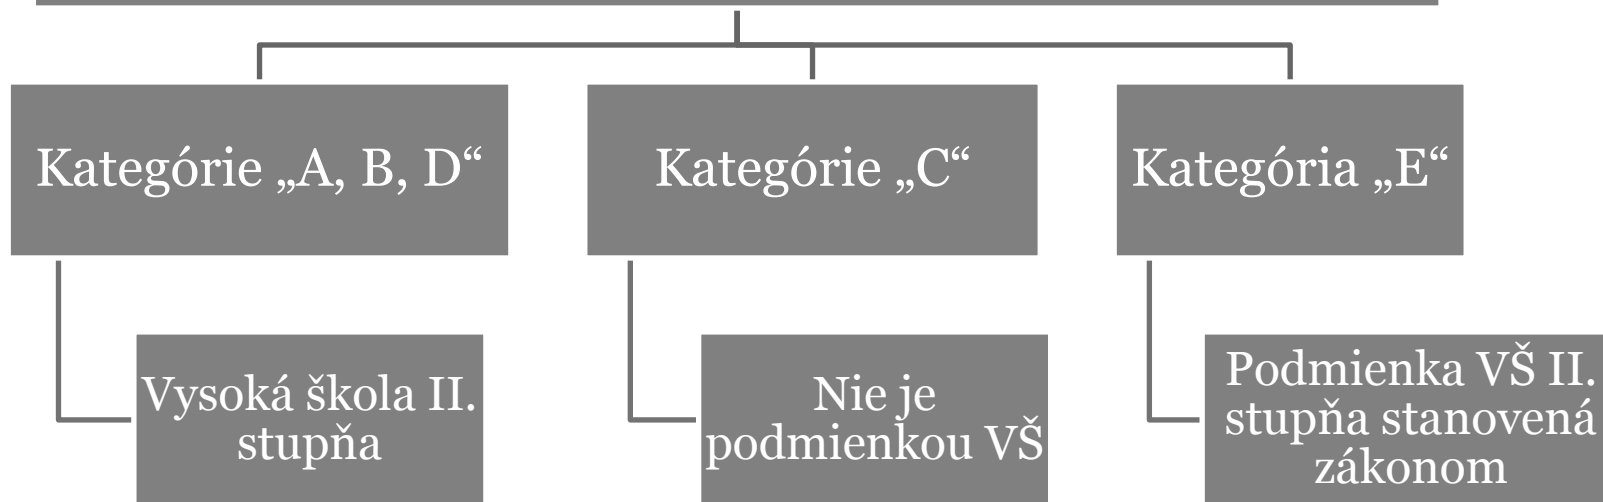 Kategórie „A, B, D“
Kategórie „C“
Kategória „E“
Vysoká škola II.
stupňa
Nie je
podmienkou VŠ
Podmienka VŠ II.
stupňa stanovená
zákonom